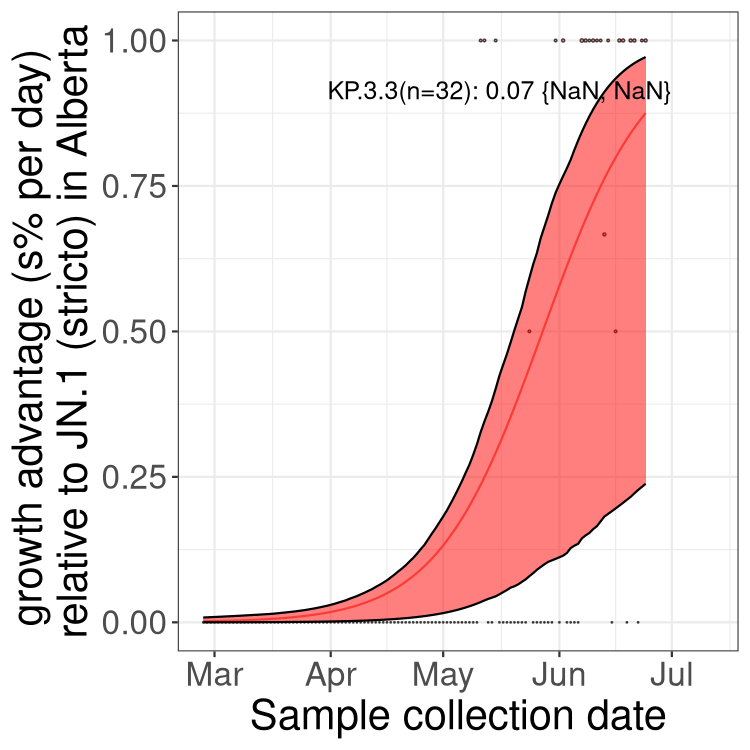 growth advantage (s% per day)
relative to JN.1 (stricto) in Alberta
1.00
0.75
0.50
0.25
0.00
KP.3.3(n=32): 0.07 {NaN, NaN}
Mar Apr May Jun Jul
Sample collection date